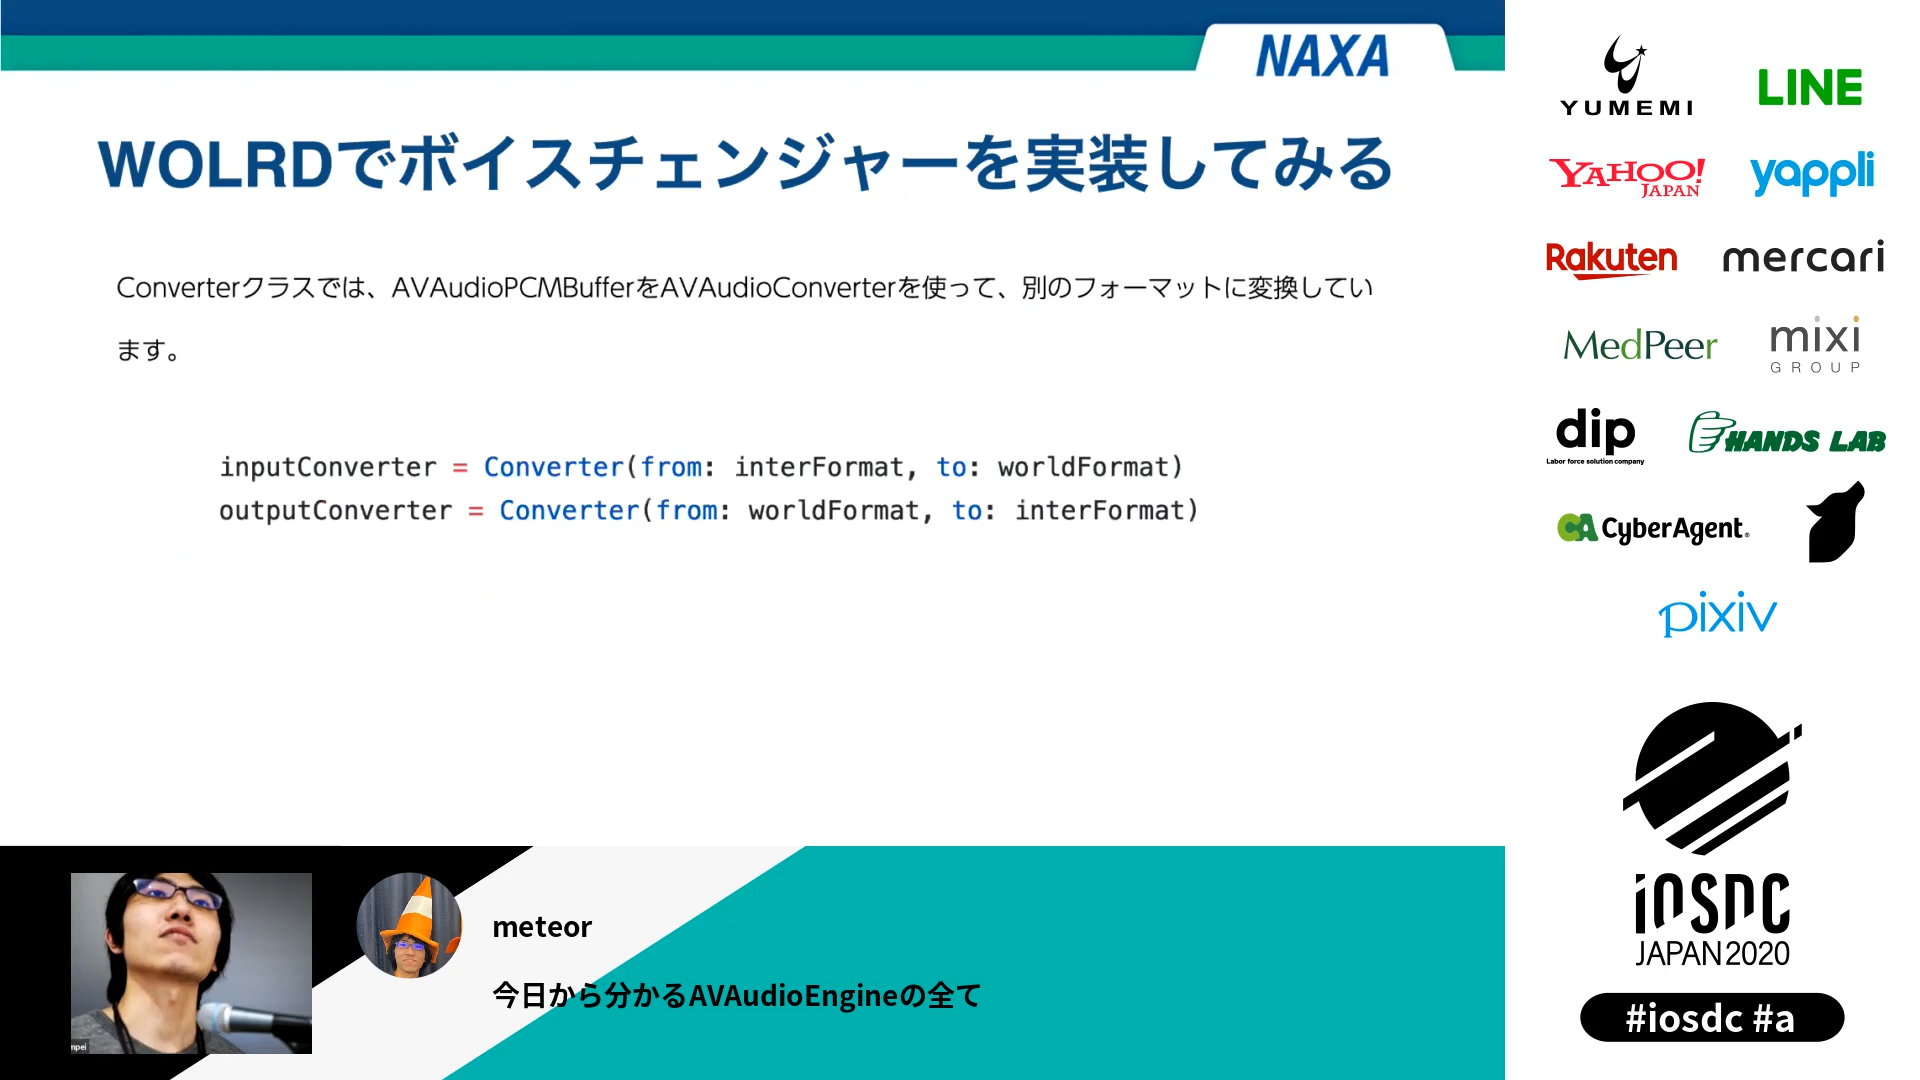 NAXA
WOLRDでボイスチェンジャーを実装してみる
Converterクラスでは、AVAudioPCMBufferをAVAudioConverterを使って、別のフォーマットに変換してい
ます。
inputConverter = Converter(from: interFormat, to: worldFormat)
outputConverter = Converter(from: worldFormat, to: interFormat)
mpei
meteor
今日から分かるAVAudioEngineの全て
YUMEMI
LINE
YAHOO!
JAPAN
yappli
Rakuten
mercari
MedPeer
mixi
GROUP
dip
Labor force solution company
HANDS LAB
CA CyberAgent.
pixiv
iOSDC
JAPAN 2020
#iosdc #a